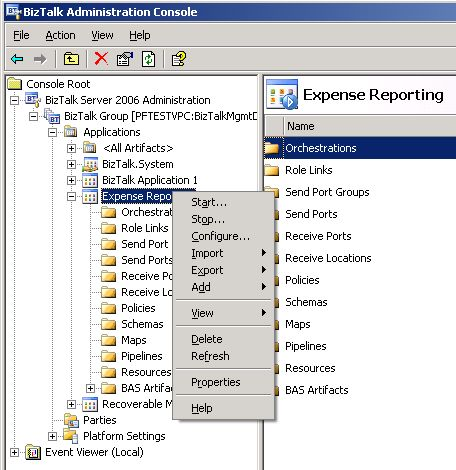 BizTalk Administration Console
File Action View Help
Console Root
BizTalk Server 2006 Administration
BizTalk Group [PFTESTVPC:BizTalkMgmtD
Applications
<All Artifacts>
BizTalk.System
BizTalk Application 1
Expense Repo
Orchestrat
Role Links
Send Port
Send Ports
Receive Po
Receive Lo
Policies
Schemas
Maps
Pipelines
Resources
BAS Artifac
Recoverable M
Parties
Platform Settings
Event Viewer (Local)
Start...
Stop...
Configure...
Import
Export
Add
View
Delete
Refresh
Properties
Help
Expense Reporting
Name
Orchestrations
Role Links
Send Port Groups
Send Ports
Receive Ports
Receive Locations
Policies
Schemas
Maps
Pipelines
Resources
BAS Artifacts